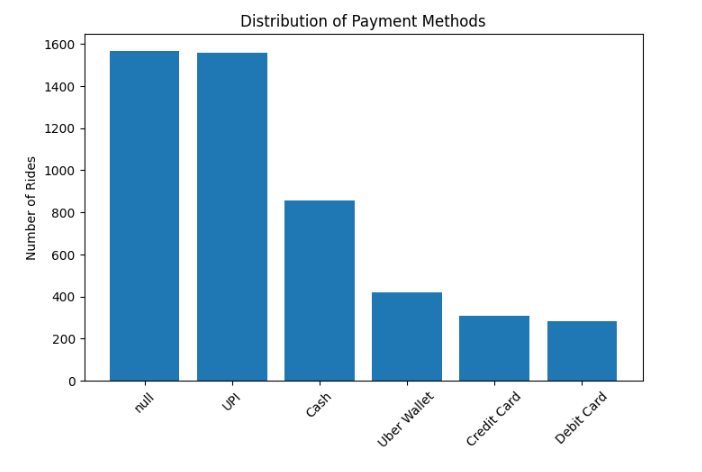 Distribution of Payment Methods
Number of Rides
1600
1400
1200
1000
800
600
400
200
0
null
UPI
Cash
Uber Wallet
Credit Card
Debit Card